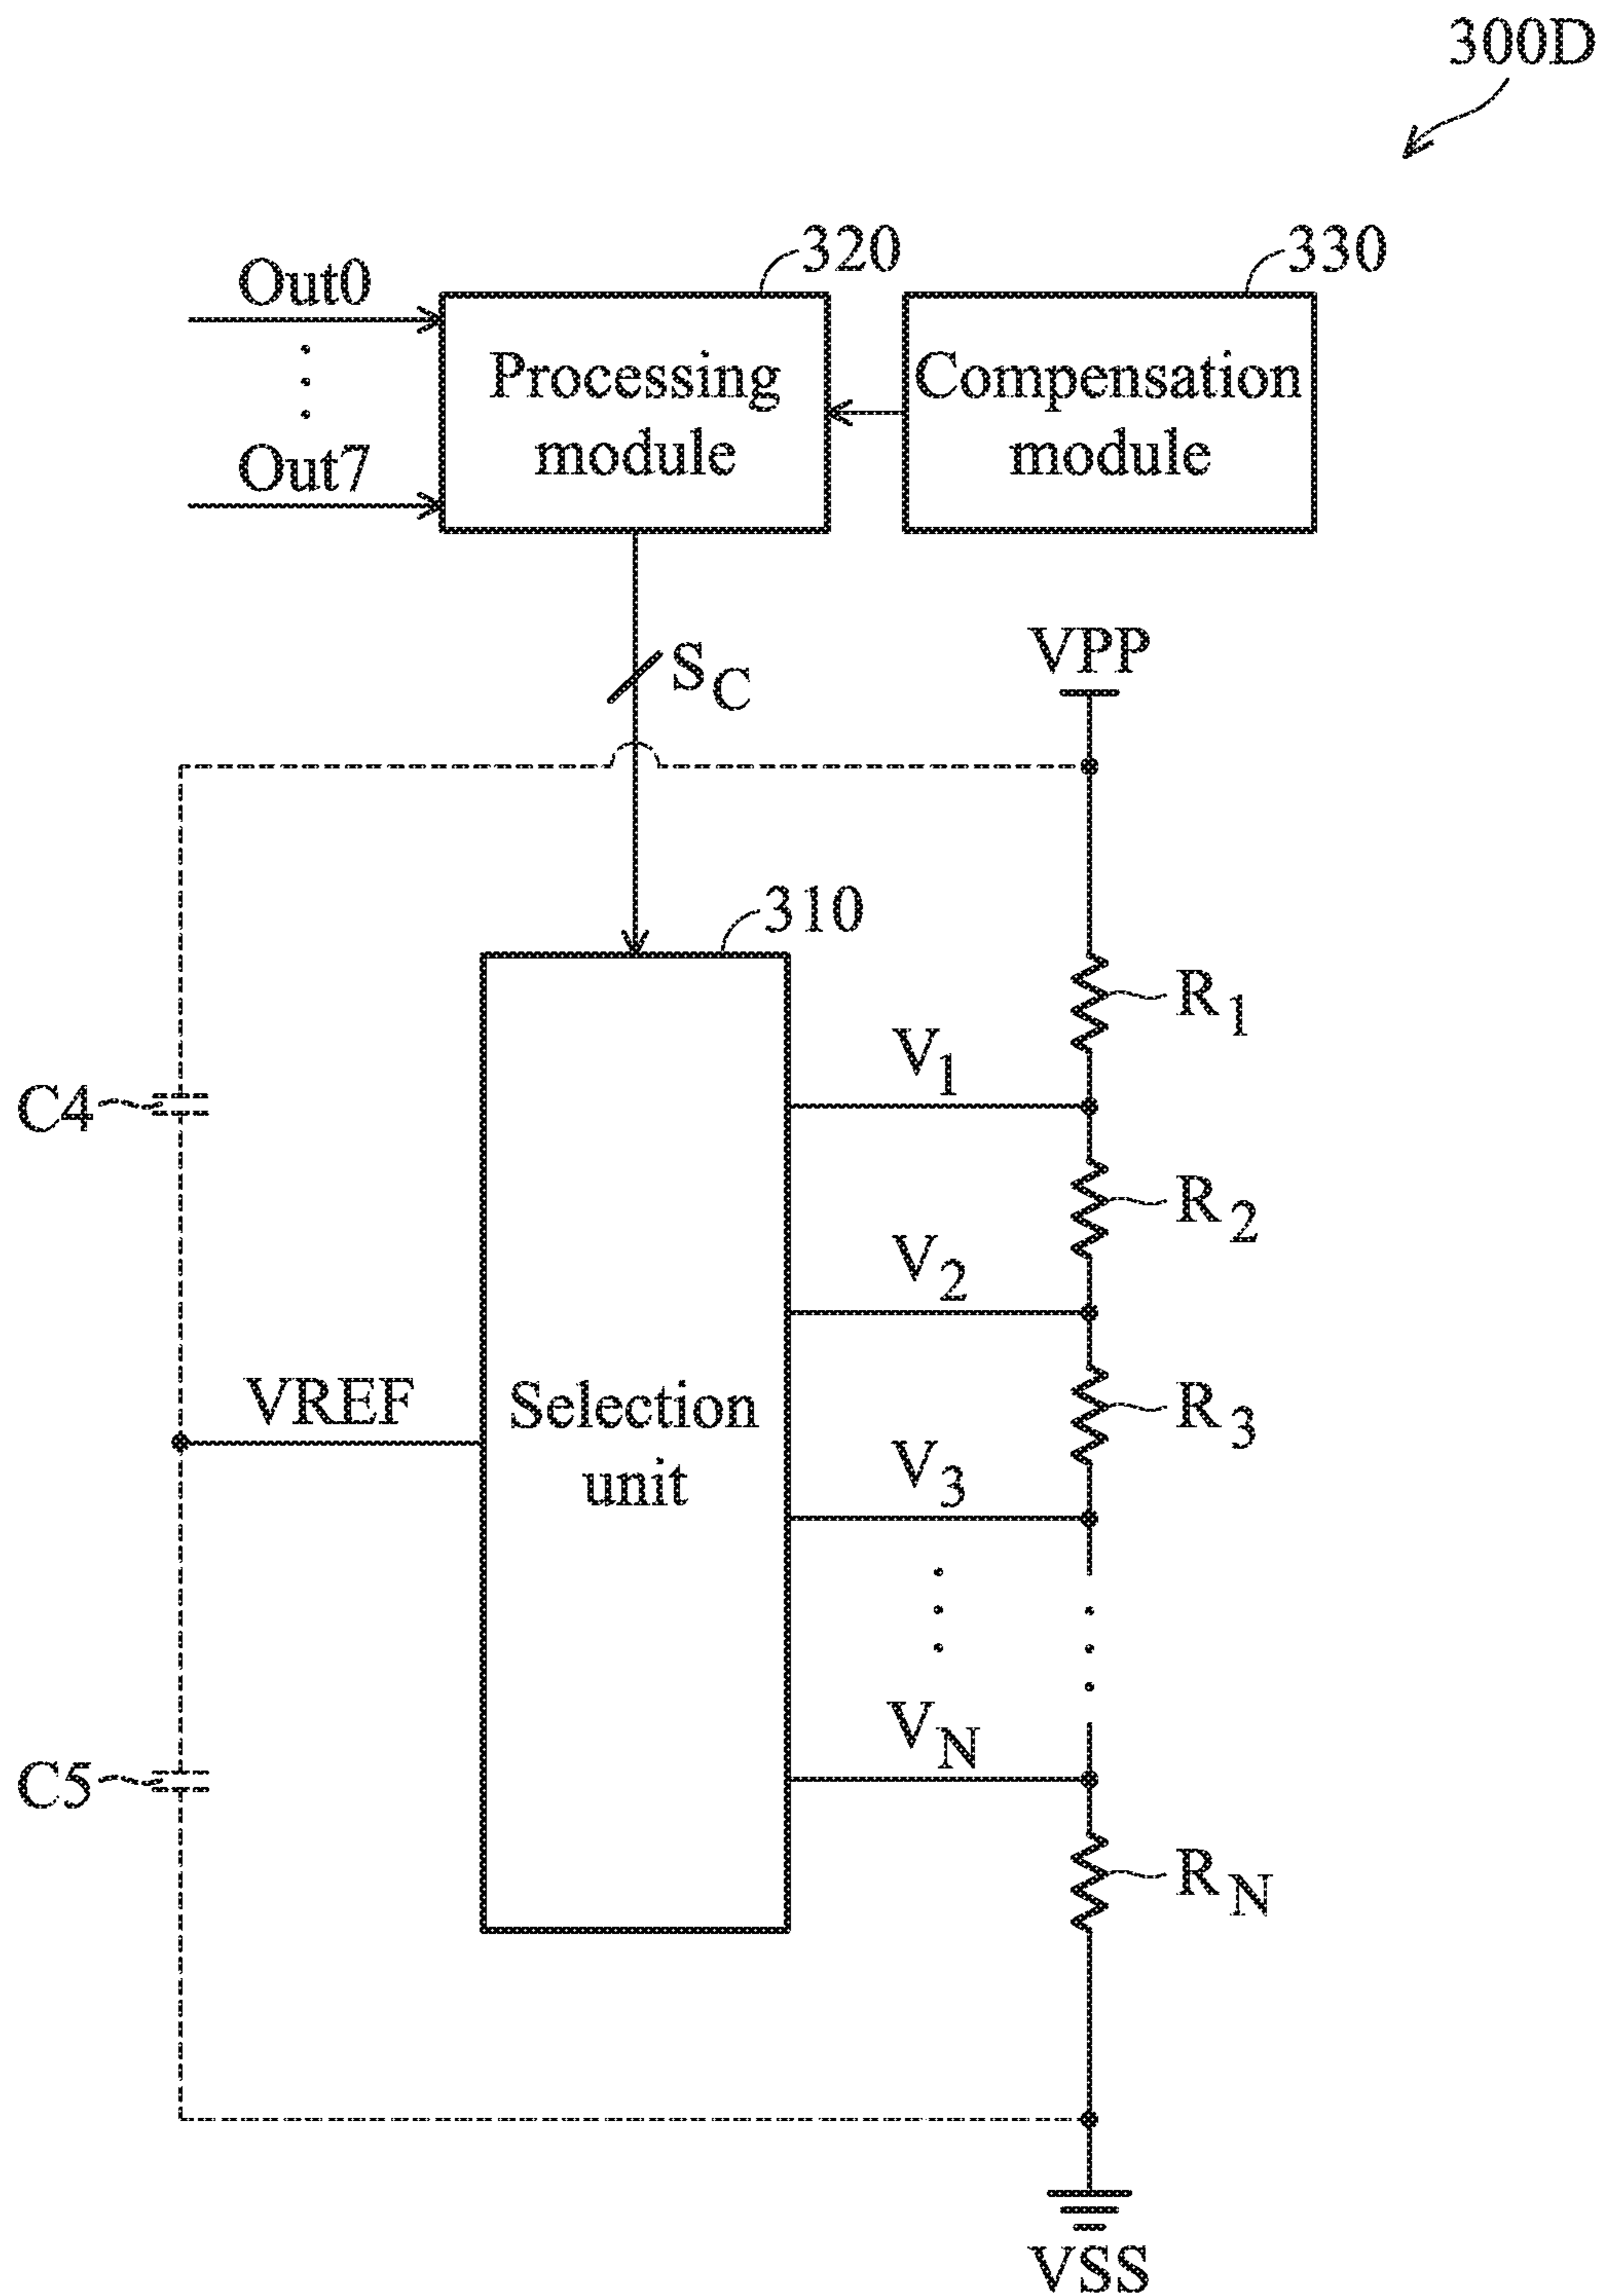 300D
320
330
Out0
Out7
Processing
module
Compensation
module
S_C
VPP
310
R_1
V_1
C4
R_2
V_2
VREF
Selection
unit
R_3
V_3
V_N
C5
R_N
VSS